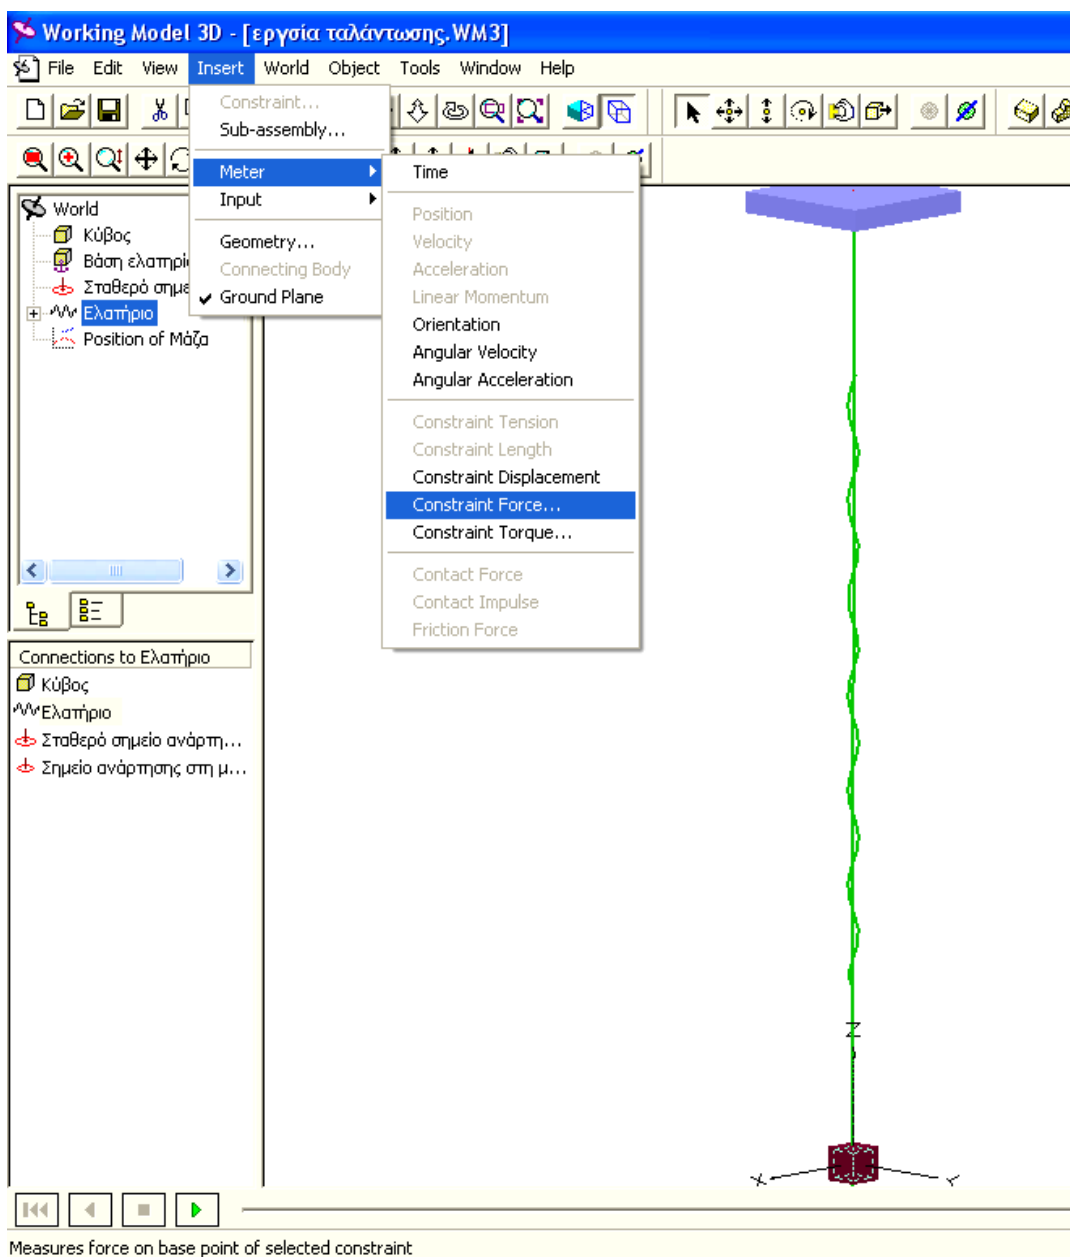 Working Model 3D - [εργσία ταλάντωσης.WM3]
File Edit View Insert World Object Tools Window Help
Constraint...
Sub-assembly...
Meter
Input
Geometry...
Connecting Body
Ground Plane
Time
Position
Velocity
Acceleration
Linear Momentum
Orientation
Angular Velocity
Angular Acceleration
Constraint Tension
Constraint Length
Constraint Displacement
Constraint Force...
Constraint Torque...
Contact Force
Contact Impulse
Friction Force
World
Κύβος
Βάση ελατηρί
Σταθερό σημε
Ελατήριο
Position of Μάζα
Connections to Ελατήριο
Κύβος
Ελατήριο
Σταθερό σημείο ανάρτη...
Σημείο ανάρτησης στη μ...
Z
X
Y
Measures force on base point of selected constraint